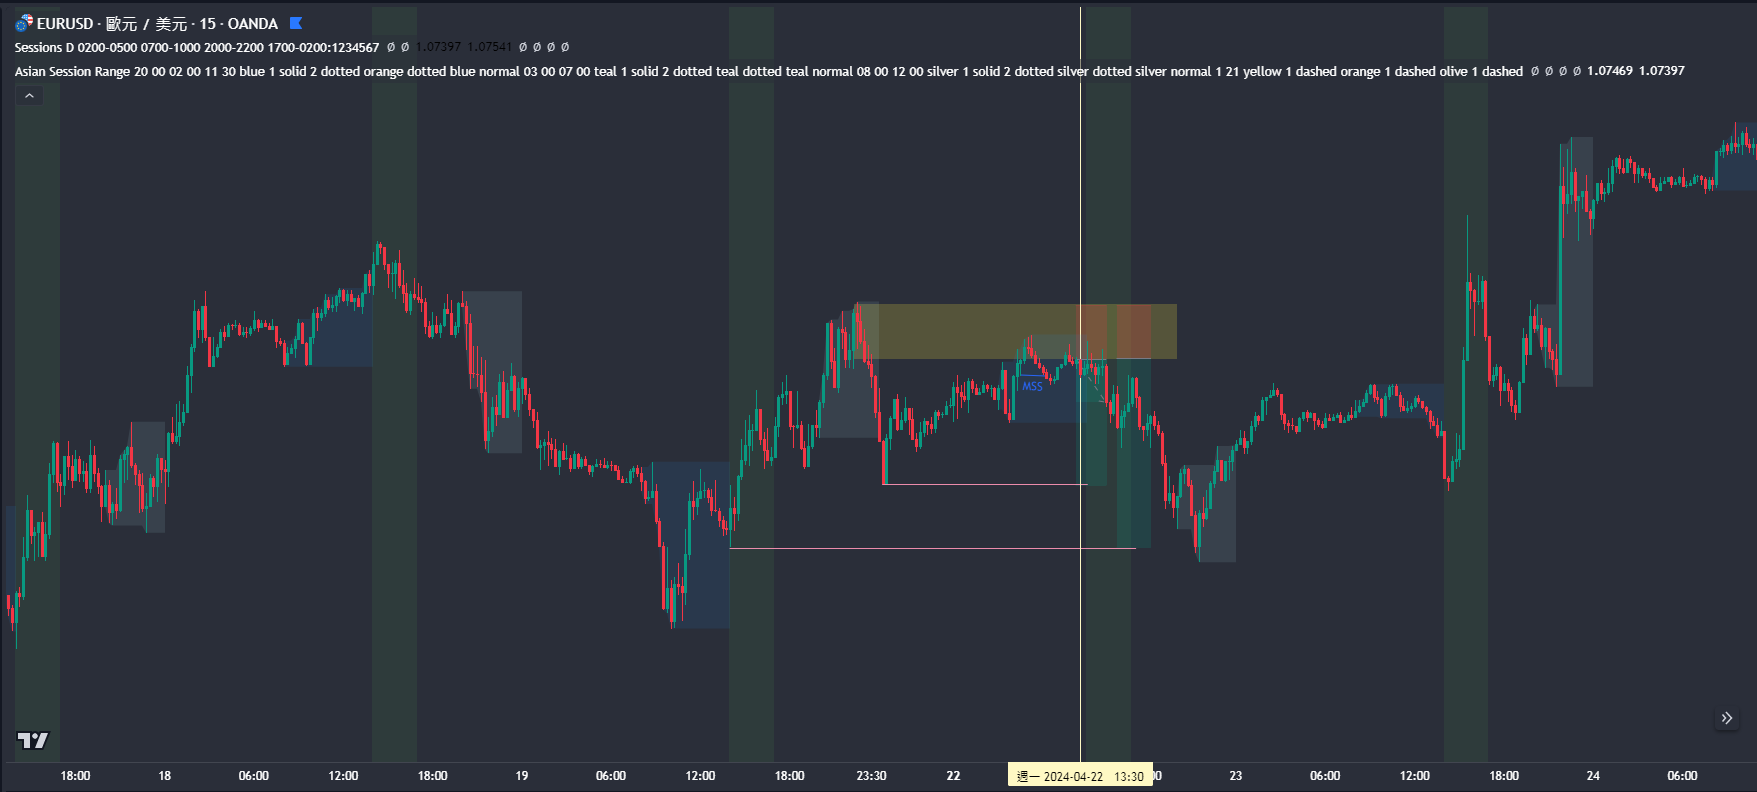 EURUSD · 歐元 / 美元 · 15 · OANDA
Sessions D 0200-0500 0700-1000 2000-2200 1700-0200:1234567 ∅ ∅ 1.07397 1.07541 ∅ ∅ ∅ ∅
Asian Session Range 20 00 02 00 11 30 blue 1 solid 2 dotted orange dotted blue normal 03 00 07 00 teal 1 solid 2 dotted teal dotted teal normal 08 00 12 00 silver 1 solid 2 dotted silver dotted silver normal 1 21 yellow 1 dashed orange 1 dashed olive 1 dashed ∅ ∅ ∅ ∅ 1.07469 1.07397
MSS
18:00 18 06:00 12:00 18:00 19 06:00 12:00 18:00 23:30 22 週一 2024-04-22 13:30 23 06:00 12:00 18:00 24 06:00